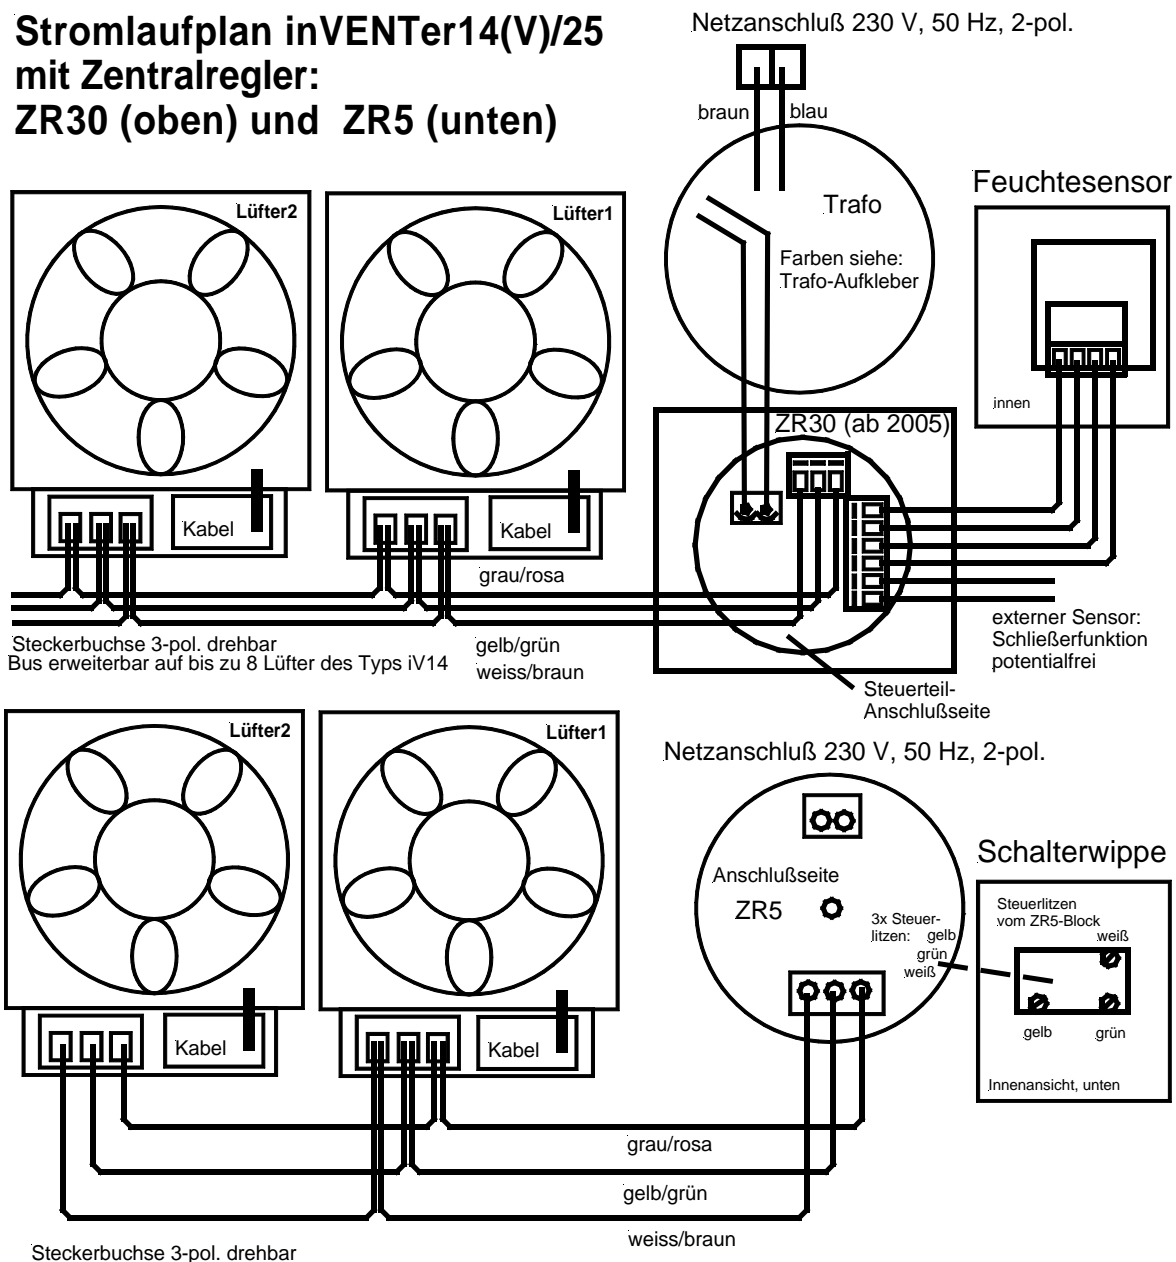 Stromlaufplan inVENTer14(V)/25
mit Zentralregler:
ZR30 (oben) und ZR5 (unten)
Netzanschluß 230 V, 50 Hz, 2-pol.
braun
blau
Trafo
Farben siehe:
Trafo-Aufkleber
Feuchtesensor
innen
Lüfter2
Lüfter1
Kabel
Kabel
ZR30 (ab 2005)
grau/rosa
gelb/grün
weiss/braun
Steckerbuchse 3-pol. drehbar
Bus erweiterbar auf bis zu 8 Lüfter des Typs iV14
externer Sensor:
Schließerfunktion
potentialfrei
Steuerteil-
Anschlußseite
Lüfter2
Lüfter1
Kabel
Kabel
Netzanschluß 230 V, 50 Hz, 2-pol.
Anschlußseite
ZR5
3x Steuer-
litzen: gelb
grün
weiß
Schalterwippe
Steuerlitzen
vom ZR5-Block
weiß
gelb
grün
Innenansicht, unten
grau/rosa
gelb/grün
weiss/braun
Steckerbuchse 3-pol. drehbar